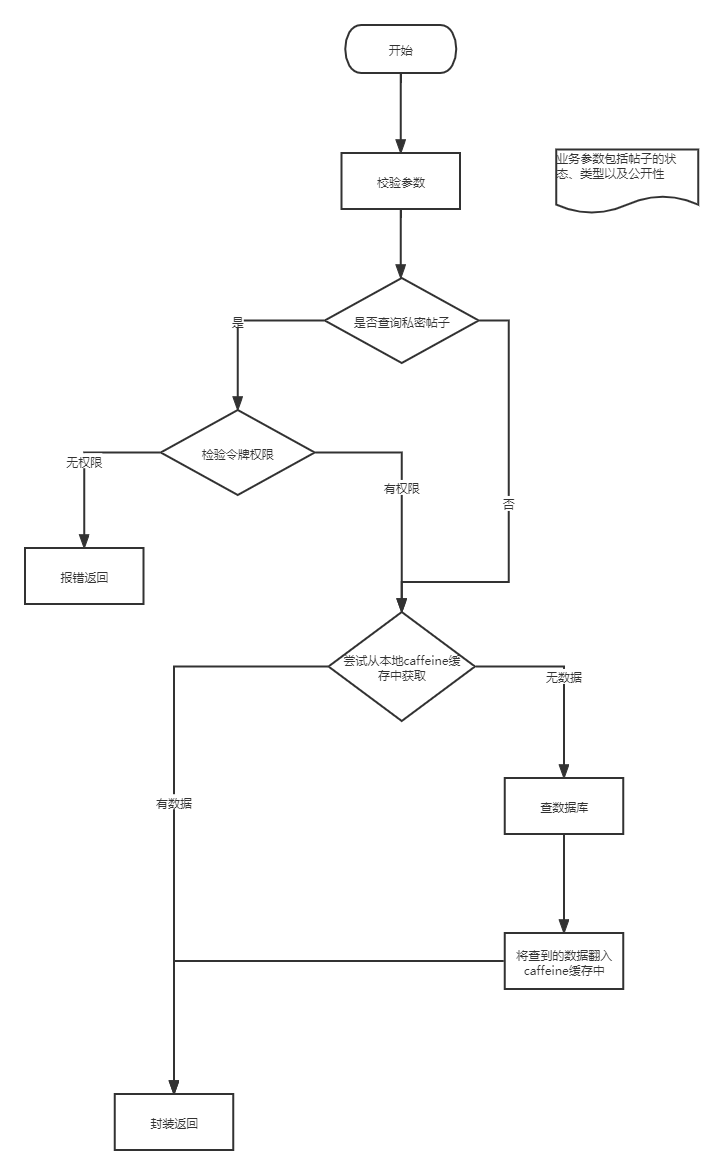 开始
校验参数
业务参数包括帖子的状
态、类型以及公开性
是否查询私密帖子
是
检验令牌权限
无权限
有权限
否
报错返回
尝试从本地caffeine缓
存中获取
无数据
有数据
查数据库
将查到的数据翻入
caffeine缓存中
封装返回